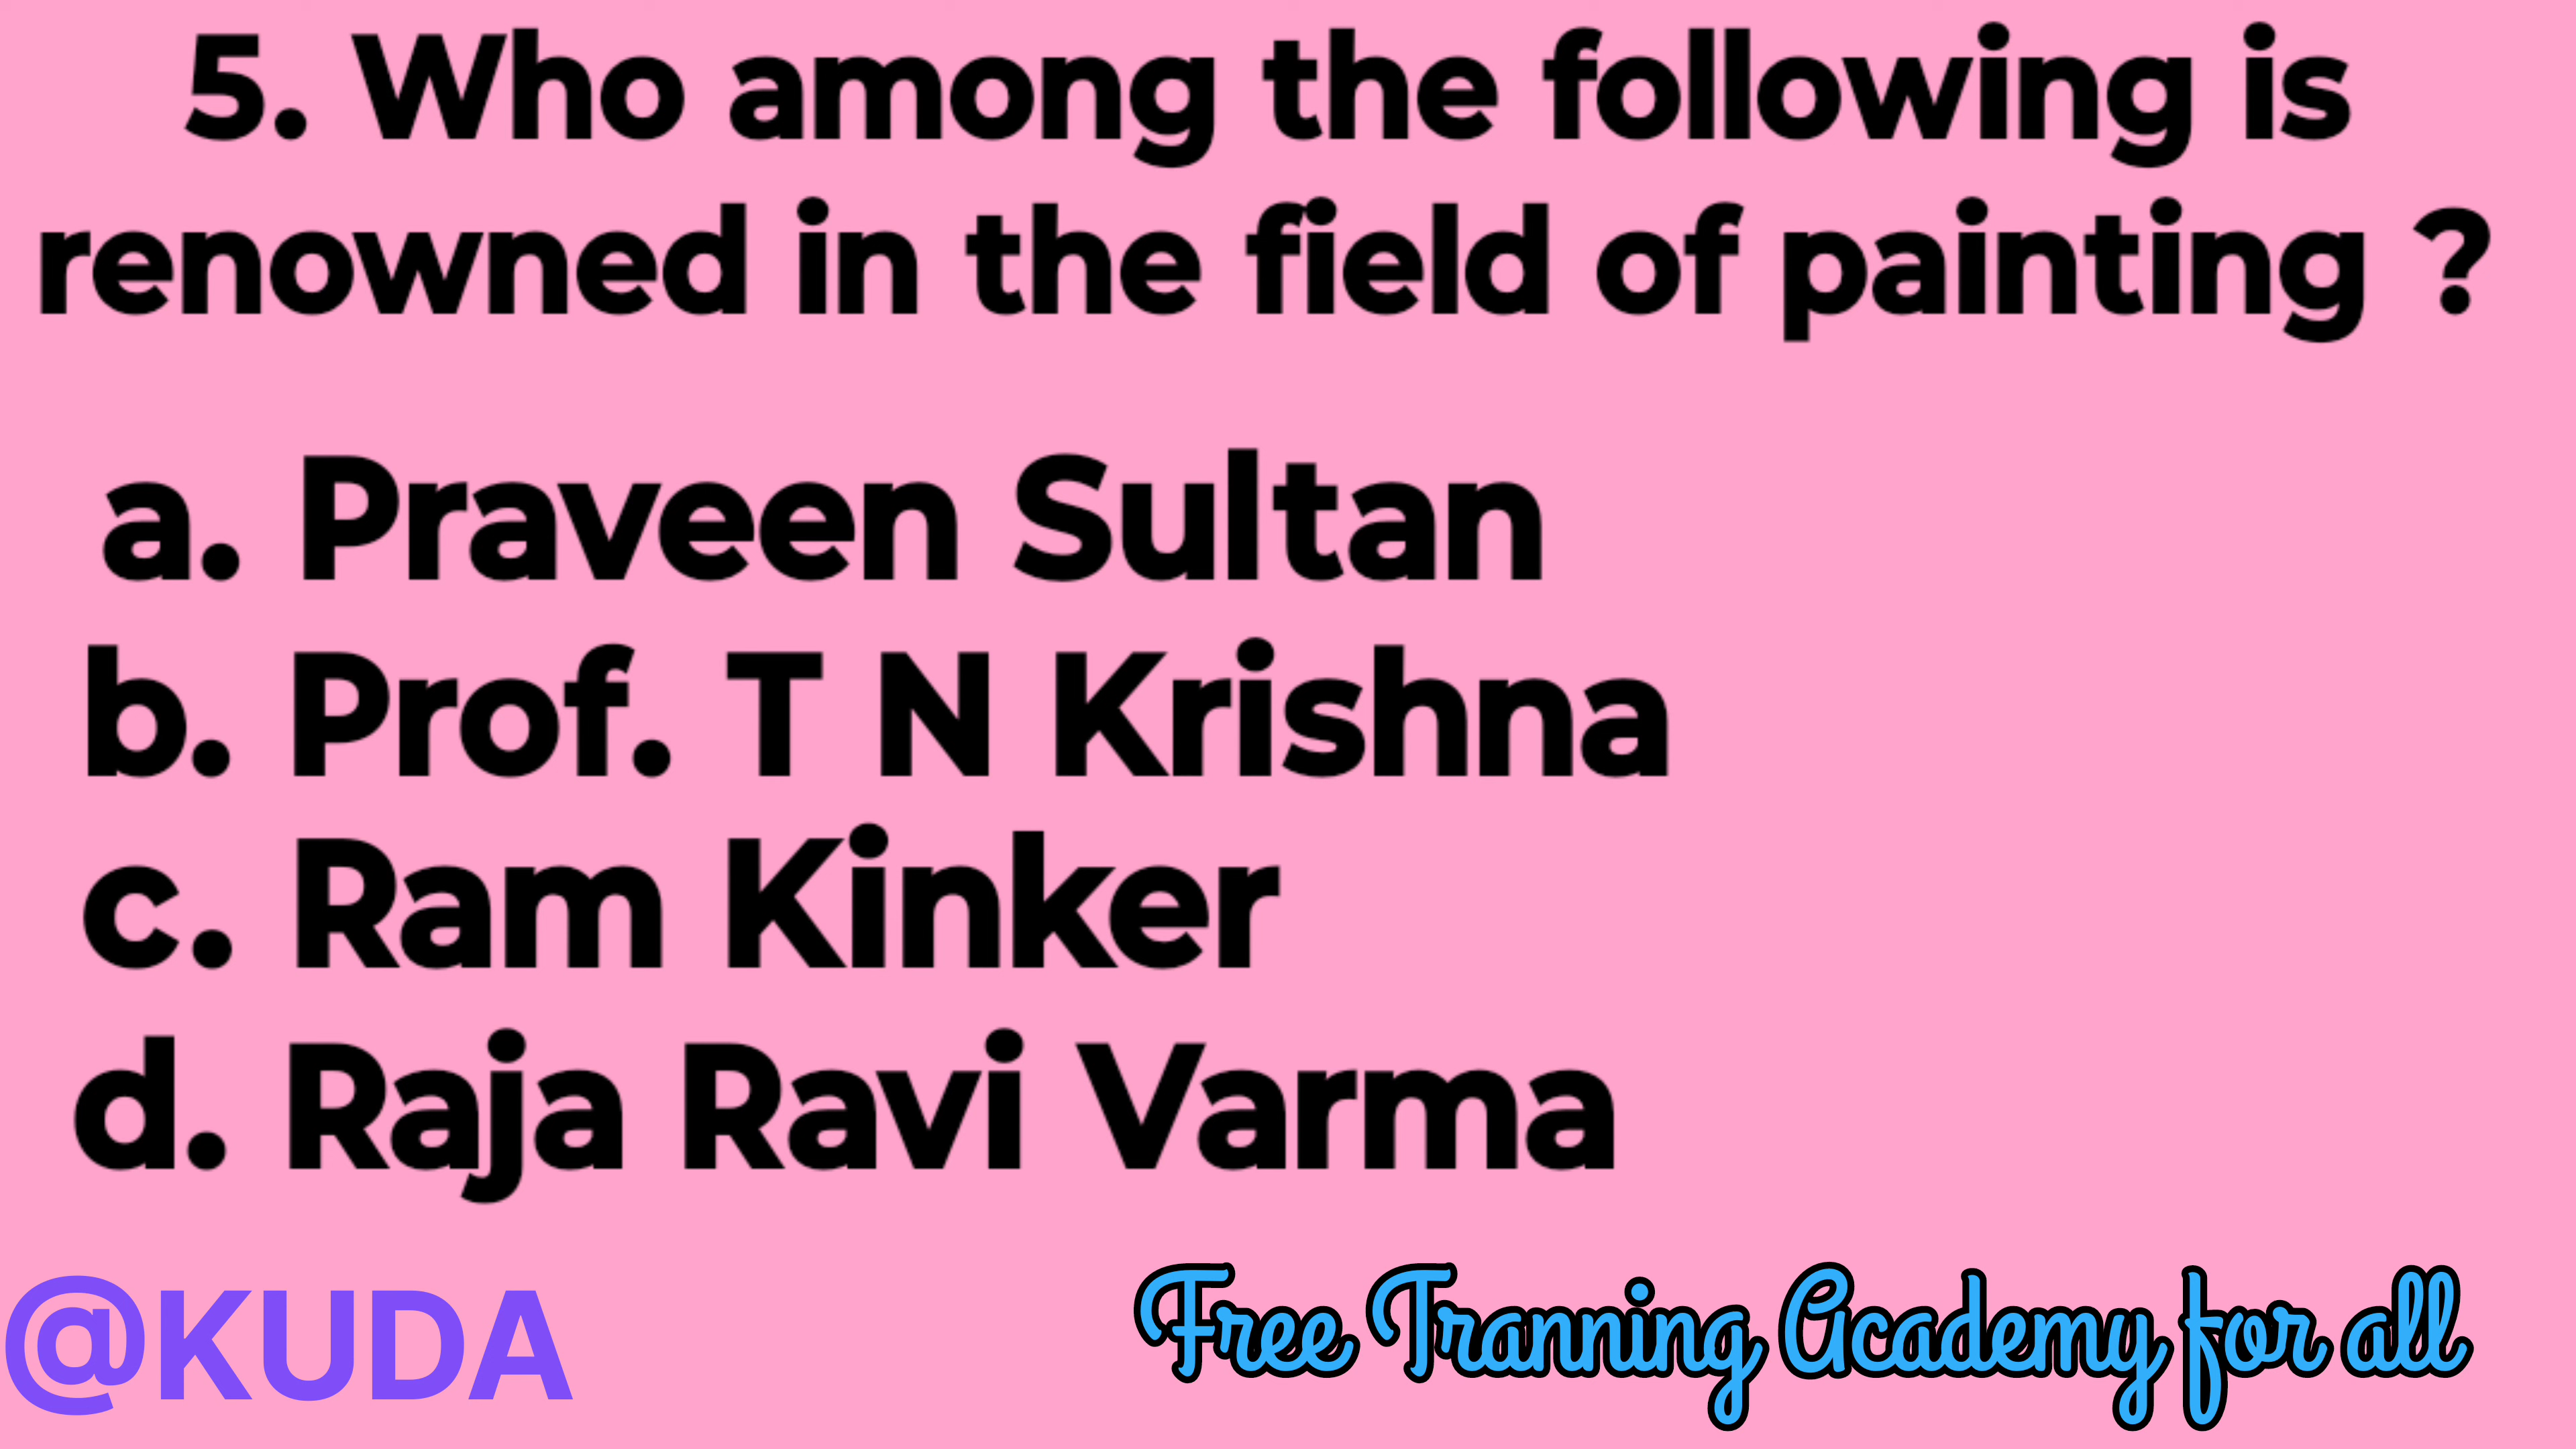 5. Who among the following is
renowned in the field of painting ?
a. Praveen Sultan
b. Prof. T N Krishna
c. Ram Kinker
d. Raja Ravi Varma
@KUDA
Free Tranning Academy for all